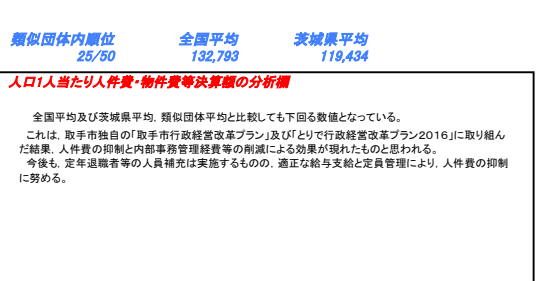 類似団体内順位 全国平均 茨城県平均
25/50 132,793 119,434
人口1人当たり人件費・物件費等決算額の分析欄
全国平均及び茨城県平均，類似団体平均と比較しても下回る数値となっている。
これは，取手市独自の「取手市行政経営改革プラン」及び「とりで行政経営改革プラン2016」に取り組ん
だ結果，人件費の抑制と内部事務管理経費等の削減による効果が現れたものと思われる。
今後も，定年退職者等の人員補充は実施するものの，適正な給与支給と定員管理により，人件費の抑制
に努める。